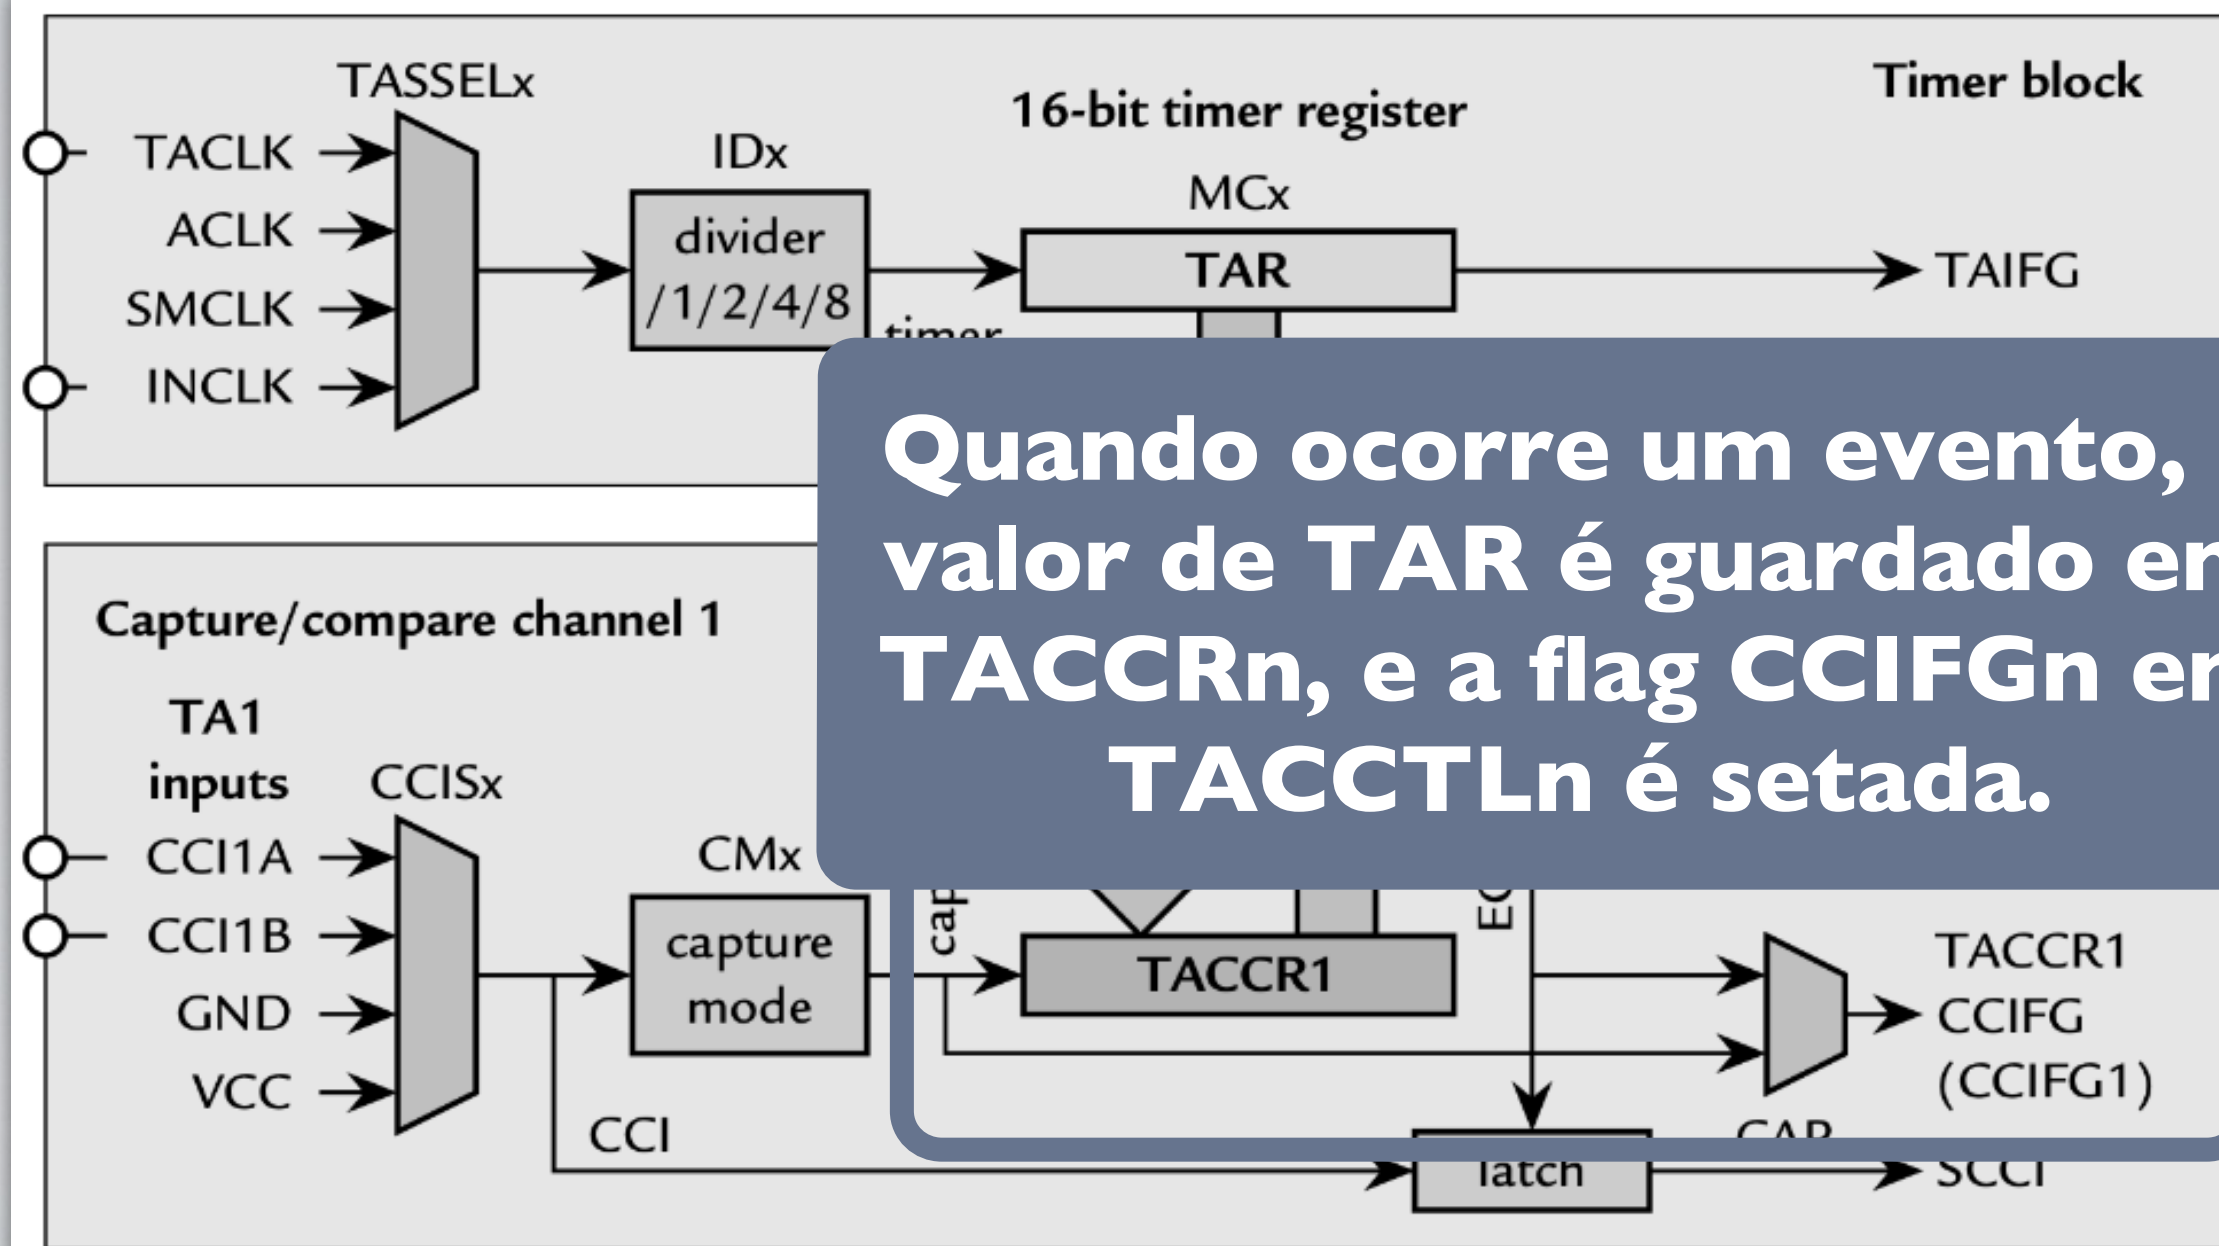 TASSELx
Timer block
16-bit timer register
TACLK
IDx
MCx
ACLK
divider
TAR
TAIFG
SMCLK
/1/2/4/8
timer
INCLK
Quando ocorre um evento,
valor de TAR é guardado
TACCRn, e a flag CCIFGn
TACCTLn é setada.
Capture/compare channel 1
TA1
inputs
CCISx
CCI1A
CMx
CCI1B
capture
mode
TACCR1
TACCR1
CCIFG
(CCIFG1)
GND
VCC
CCI
latch
CAP
SCCI